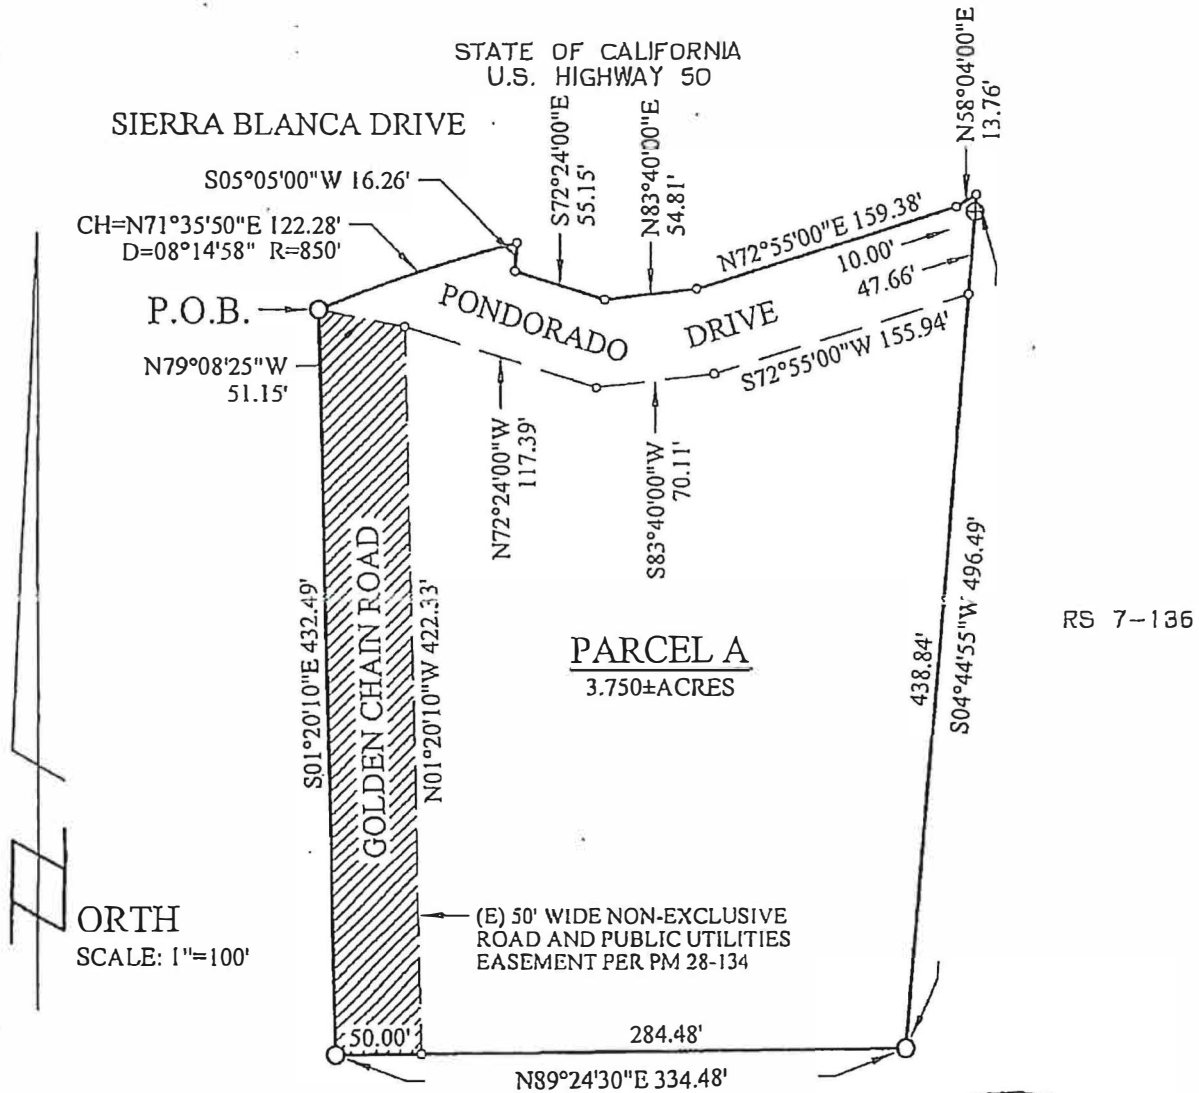 STATE OF CALIFORNIA
U.S. HIGHWAY 50
SIERRA BLANCA DRIVE
S05°05'00"W 16.26'
CH=N71°35'50"E 122.28'
D=08°14'58" R=850'
P.O.B.
N79°08'25"W
51.15'
S72°24'00"E
55.15'
N83°40'00"E
54.81'
N58°04'00"E
13.76'
N72°55'00"E 159.38'
10.00'
47.66'
PONDORADO DRIVE
S72°55'00"W 155.94'
N72°24'00"W
117.39'
S83°40'00"W
70.11'
S01°20'10"E 432.49'
GOLDEN CHAIN ROAD
N01°20'10"W 422.33'
PARCEL A
3.750±ACRES
438.84'
S04°44'55"W 496.49'
RS 7-136
NORTH
SCALE: 1"=100'
(E) 50' WIDE NON-EXCLUSIVE
ROAD AND PUBLIC UTILITIES
EASEMENT PER PM 28-134
50.00'
284.48'
N89°24'30"E 334.48'